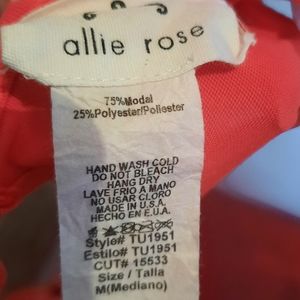 allie rose
75%Modal
25%Polyester/Poliester
HAND WASH COLD
DO NOT BLEACH
HANG DRY
LAVE FRIO A MANO
NO USAR CLORO
MADE IN U.S.A.
HECHO EN E.U.A.
Style# TU1951
Estilo# TU1951
CUT# 15533
Size / Talla
M(Mediano)